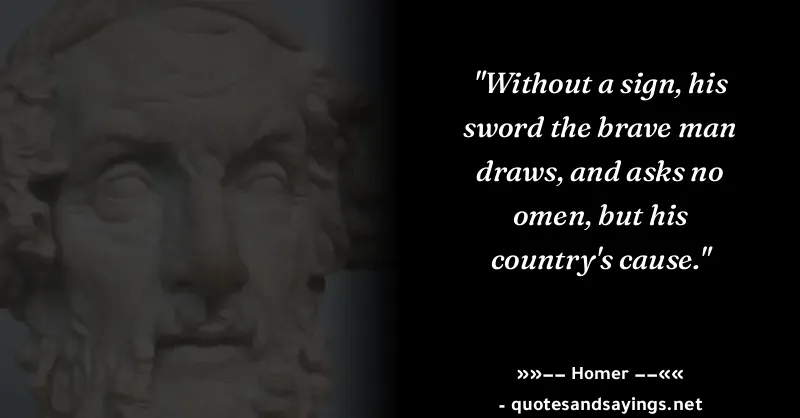 "Without a sign, his
sword the brave man
draws, and asks no
omen, but his
country's cause."
»»−− Homer −−««
- quotesandsayings.net